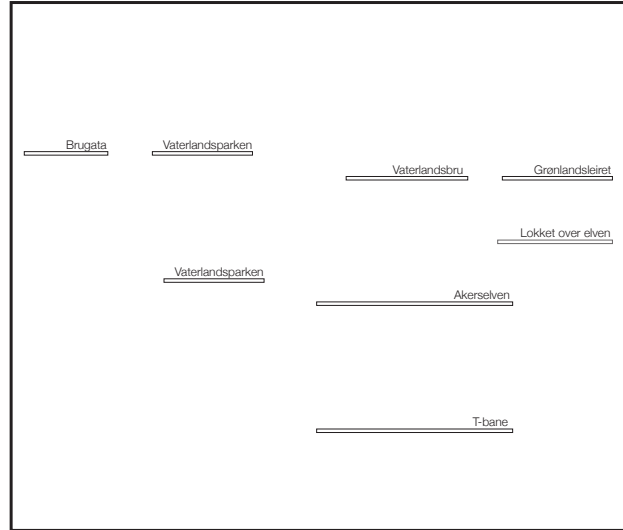 Brugata
Vaterlandsparken
Vaterlandsbru
Grønlandsleiret
Lokket over elven
Vaterlandsparken
Akerselven
T-bane